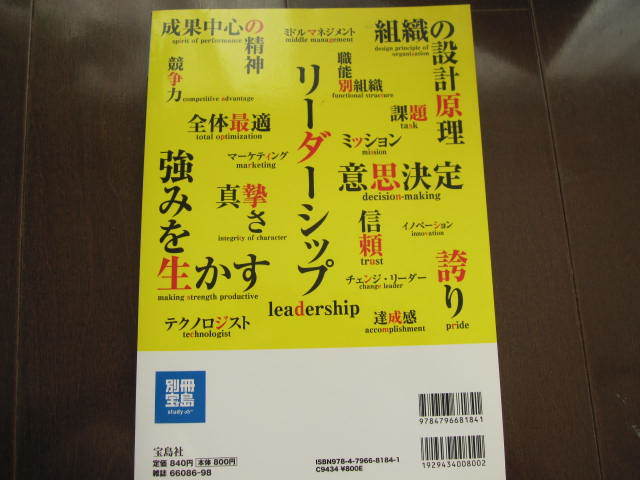 成果中心の精神
spirit of performance
ミドルマネジメント
middle management
組織の設計原理
design principle of
organization
競争力
competitive advantage
職能別組織
functional structure
リーダーシップ
leadership
課題
task
全体最適
total optimization
ミッション
mission
マーケティング
marketing
意思決定
decision-making
強みを生かす
making strength productive
真摯さ
integrity of character
信頼
trust
イノベーション
innovation
誇り
pride
チェンジ・リーダー
change leader
テクノロジスト
technologist
達成感
accomplishment
別冊
宝島
study
宝島社
定価 840円 本体 800円
雑誌 66086-98
ISBN978-4-7966-8184-1
C9434 ¥800E
9784796681841
1929434008002